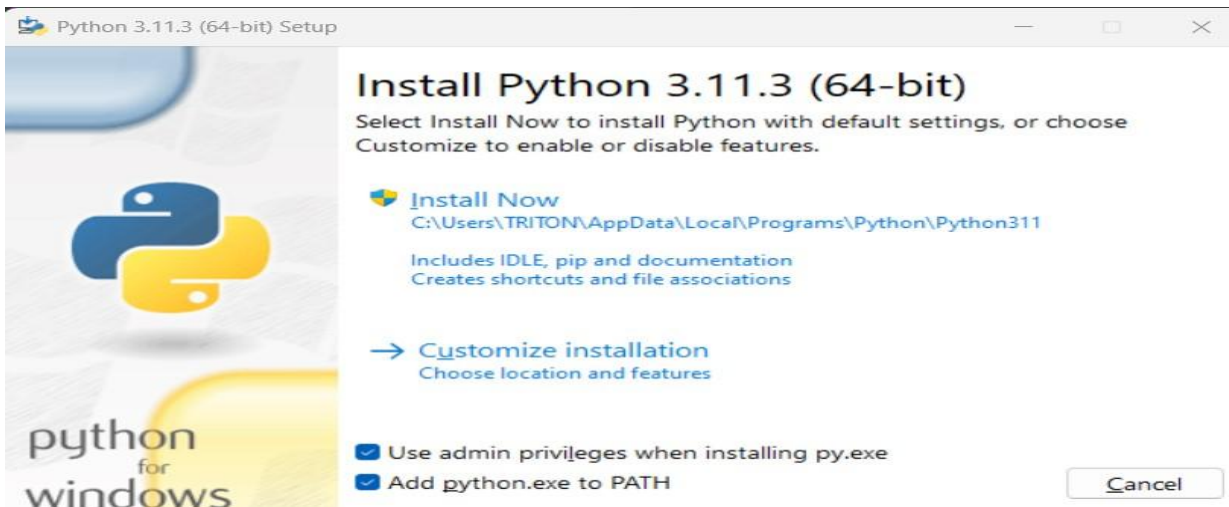 Python 3.11.3 (64-bit) Setup
Install Python 3.11.3 (64-bit)
Select Install Now to install Python with default settings, or choose
Customize to enable or disable features.
Install Now
C:\Users\TRITON\AppData\Local\Programs\Python\Python311
Includes IDLE, pip and documentation
Creates shortcuts and file associations
Customize installation
Choose location and features
python
for
windows
Use admin privileges when installing py.exe
Add python.exe to PATH
Cancel